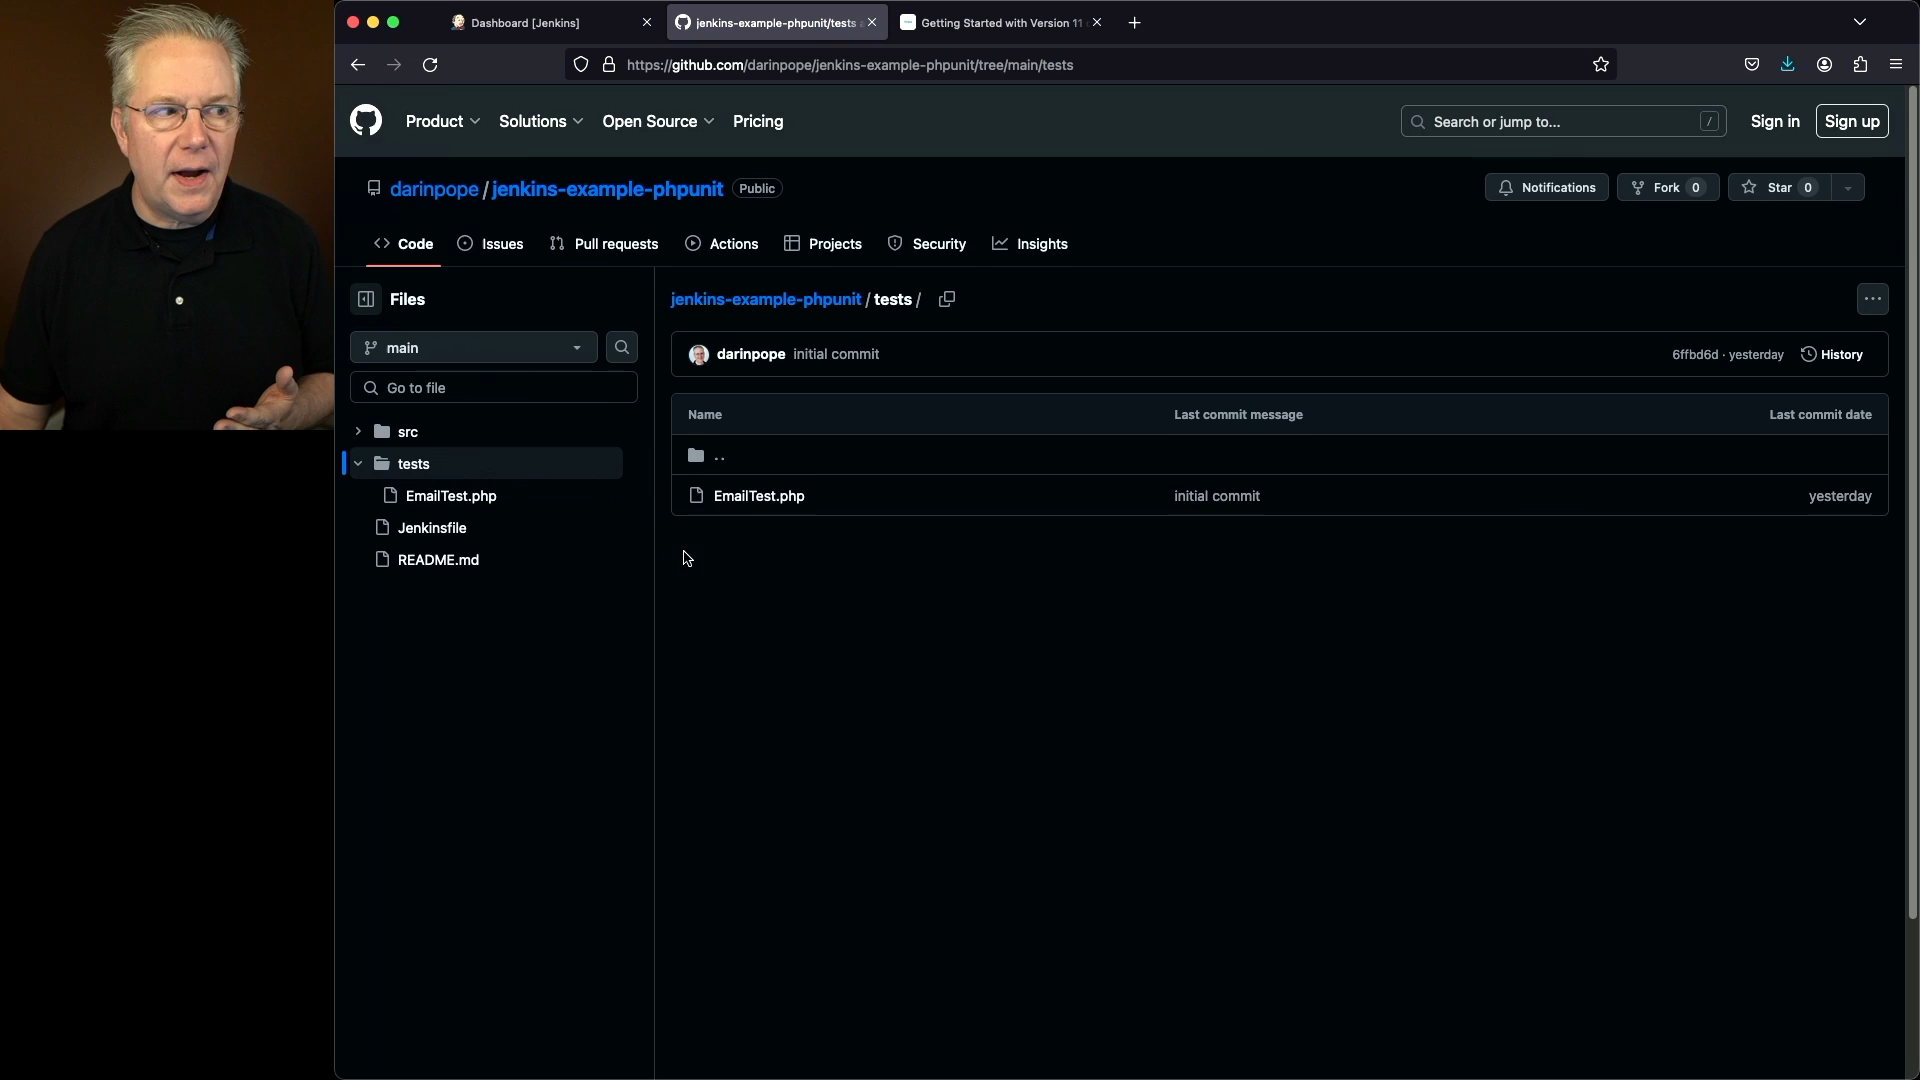 Dashboard [Jenkins]
jenkins-example-phpunit/tests
Getting Started with Version 11
https://github.com/darinpope/jenkins-example-phpunit/tree/main/tests
Product
Solutions
Open Source
Pricing
Search or jump to...
/
Sign in
Sign up
darinpope / jenkins-example-phpunit
Public
Notifications
Fork 0
Star 0
Code
Issues
Pull requests
Actions
Projects
Security
Insights
Files
main
Go to file
src
tests
EmailTest.php
Jenkinsfile
README.md
jenkins-example-phpunit / tests /
darinpope initial commit
6ffbd6d · yesterday
History
Name
Last commit message
Last commit date
..
EmailTest.php
initial commit
yesterday